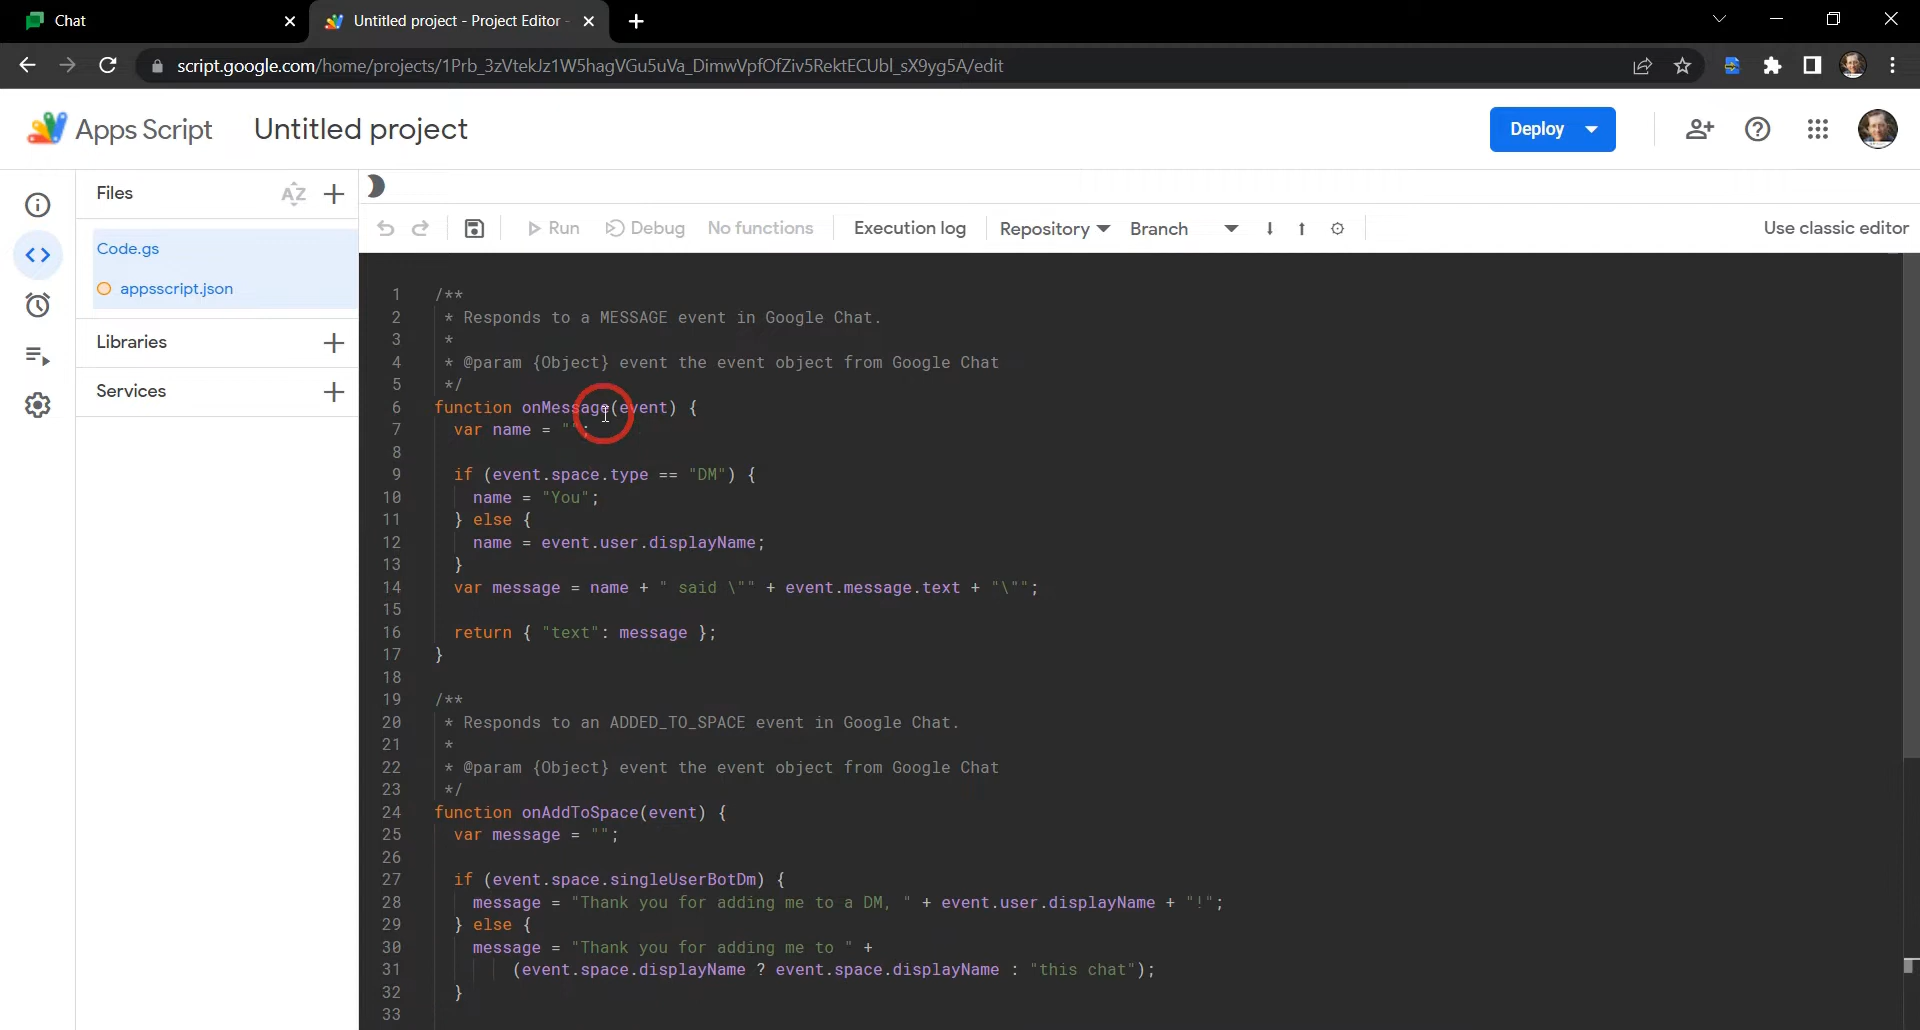 Chat
Untitled project - Project Editor -
script.google.com/home/projects/1Prb_3zVtekJz1W5hagVGu5uVa_DimwVpfOfZiv5RektECUbl_sX9yg5A/edit
Apps Script
Untitled project
Deploy
Files
AZ
Run
Debug
No functions
Execution log
Repository
Branch
Use classic editor
Code.gs
appsscript.json
Libraries
Services
1 /**
2 * Responds to a MESSAGE event in Google Chat.
3 *
4 * @param {Object} event the event object from Google Chat
5 */
6 function onMessage(event) {
7 var name = "";
8
9 if (event.space.type == "DM") {
10 name = "You";
11 } else {
12 name = event.user.displayName;
13 }
14 var message = name + " said \"" + event.message.text + "\"";
15
16 return { "text": message };
17 }
18
19 /**
20 * Responds to an ADDED_TO_SPACE event in Google Chat.
21 *
22 * @param {Object} event the event object from Google Chat
23 */
24 function onAddToSpace(event) {
25 var message = "";
26
27 if (event.space.singleUserBotDm) {
28 message = "Thank you for adding me to a DM, " + event.user.displayName + "!";
29 } else {
30 message = "Thank you for adding me to " +
31 (event.space.displayName ? event.space.displayName : "this chat");
32 }
33